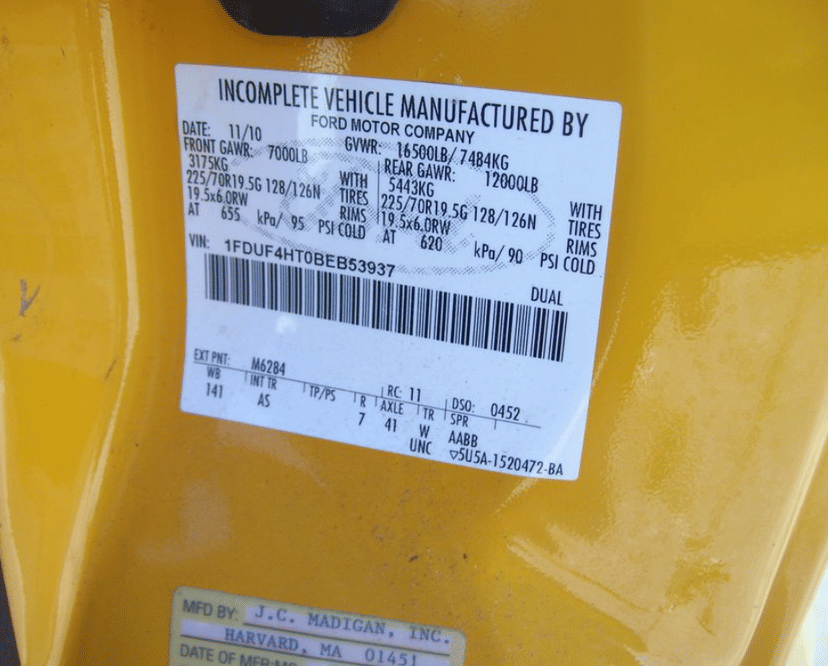 INCOMPLETE VEHICLE MANUFACTURED BY
FORD MOTOR COMPANY
DATE: 11/10 GVWR: 16500LB/7484KG
FRONT GAWR: 7000LB REAR GAWR: 12000LB
3175KG WITH 5443KG WITH
225/70R19.5G 128/126N TIRES 225/70R19.5G 128/126N TIRES
19.5x6.0RW RIMS 19.5x6.0RW RIMS
AT 655 kPa/ 95 PSI COLD AT 620 kPa/ 90 PSI COLD
VIN: 1FDUF4HT0BEB53937
DUAL
EXT PNT: M6284 RC: 11 DSO: 0452
WB INT TR TP/PS R AXLE TR SPR
141 AS 7 41 W AABB
UNC ▽5U5A-1520472-BA
MFD BY: J.C. MADIGAN, INC.
HARVARD, MA 01451
DATE OF MFR: